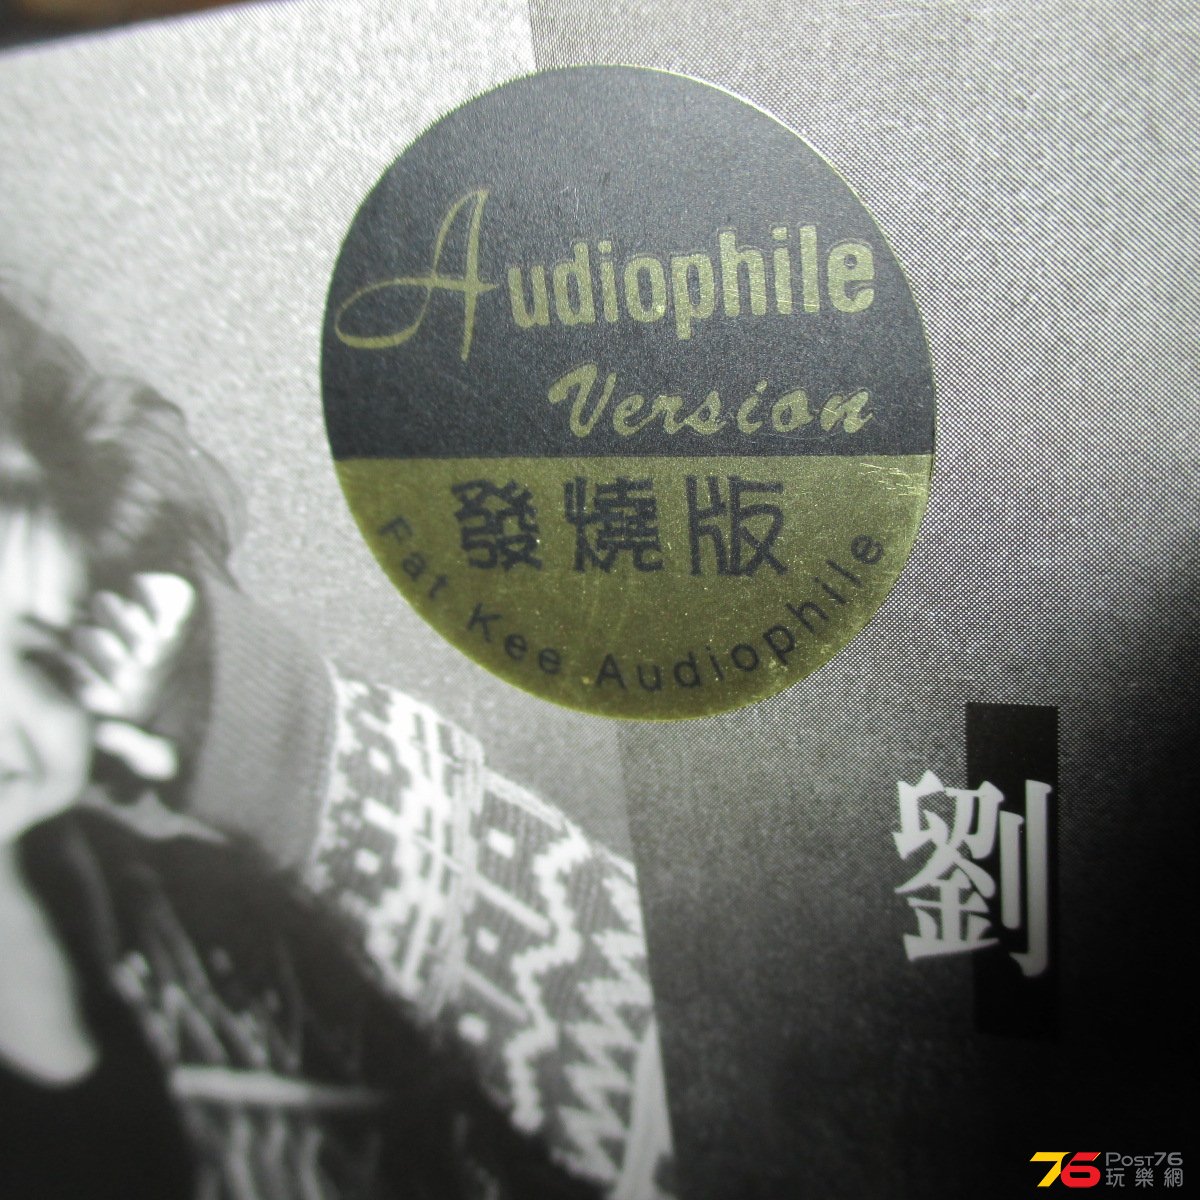 Audiophile
Version
發燒版
Fat Kee Audiophile
劉
76 POST76
玩樂網